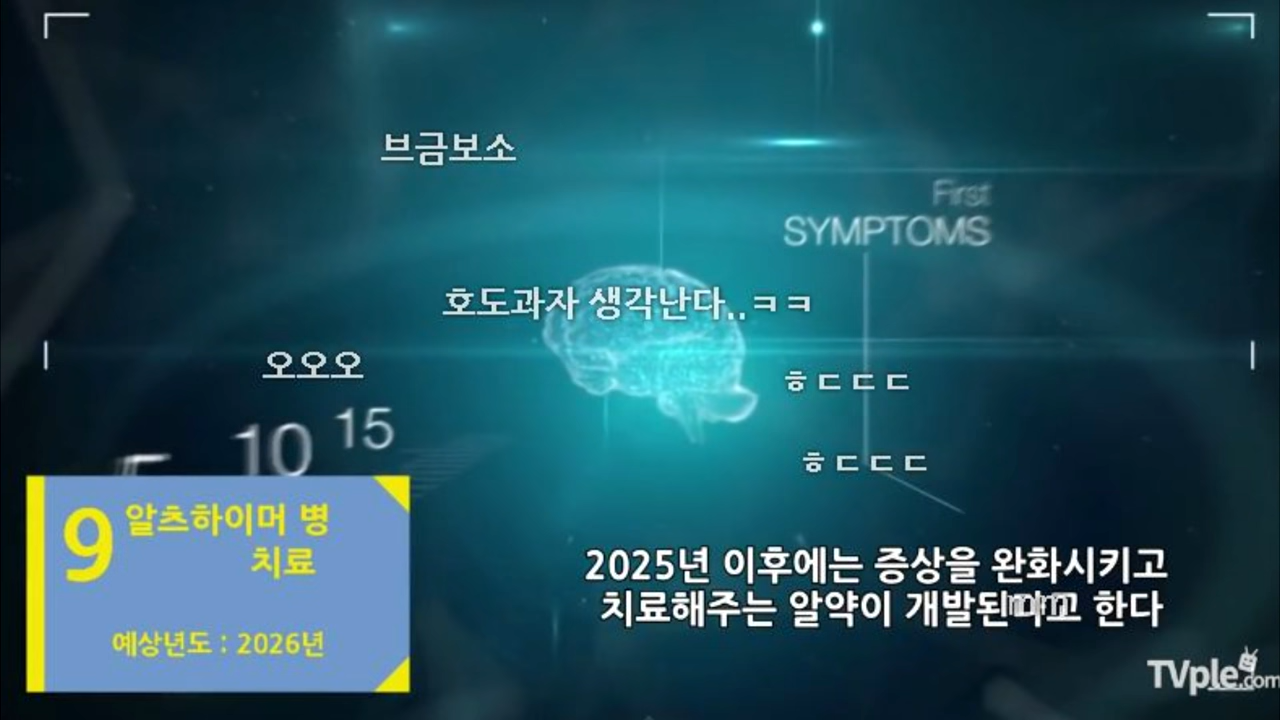 브금보소
First
SYMPTOMS
호도과자 생각난다..ㅋㅋ
오오오
ㅎㄷㄷㄷ
10 15
ㅎㄷㄷㄷ
9 알츠하이머 병
치료
예상년도 : 2026년
2025년 이후에는 증상을 완화시키고
치료해주는 알약이 개발된다고 한다
TVple.com